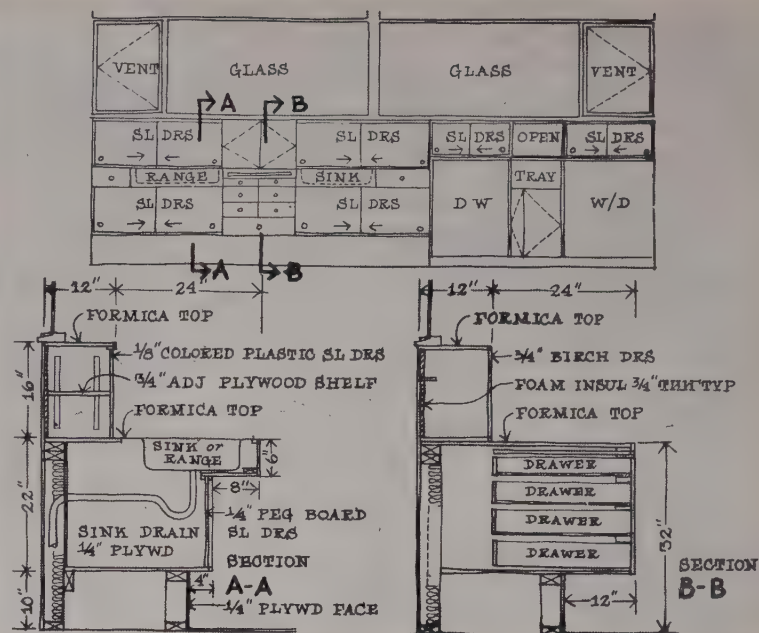 VENT GLASS GLASS VENT
A B
SL DRS SL DRS SL DRS OPEN SL DRS
RANGE SINK TRAY
SL DRS SL DRS D W W/D
A B
12" 24" 12" 24"
FORMICA TOP FORMICA TOP
1/8" COLORED PLASTIC SL DRS 3/4" BIRCH DRS
16" 3/4" ADJ PLYWOOD SHELF FOAM INSUL 3/4" THK TYP
FORMICA TOP FORMICA TOP
SINK or
RANGE
6"
8"
DRAWER
DRAWER
DRAWER
DRAWER
22" 1/4" PEG BOARD
SL DRS
SINK DRAIN
1/4" PLYWD
32"
SECTION
A-A
SECTION
B-B
10" 4" 12"
1/4" PLYWD FACE